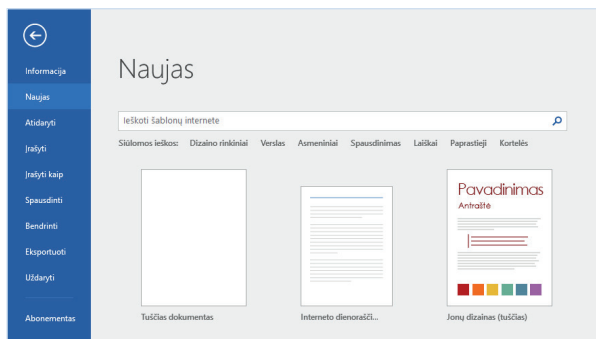 Informacija
Naujas
Atidaryti
Įrašyti
Įrašyti kaip
Spausdinti
Bendrinti
Eksportuoti
Uždaryti
Abonementas
Naujas
Ieškoti šablonų internete
Siūlomos ieškos: Dizaino rinkiniai Verslas Asmeniniai Spausdinimas Laiškai Paprastieji Kortelės
Pavadinimas
Antraštė
Tuščias dokumentas Interneto dienorašči... Jonų dizainas (tuščias)